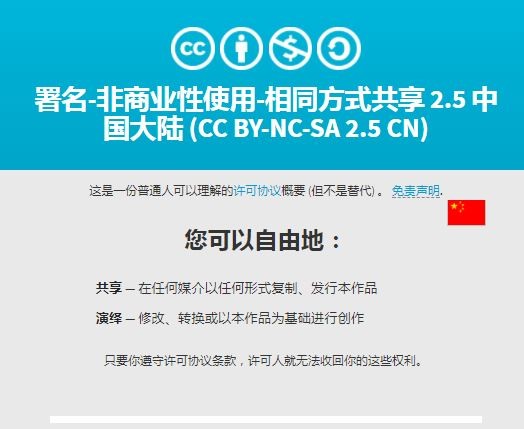 cc
署名-非商业性使用-相同方式共享 2.5 中
国大陆 (CC BY-NC-SA 2.5 CN)
这是一份普通人可以理解的许可协议概要 (但不是替代) 。 免责声明.
您可以自由地：
共享 — 在任何媒介以任何形式复制、发行本作品
演绎 — 修改、转换或以本作品为基础进行创作
只要你遵守许可协议条款，许可人就无法收回你的这些权利。